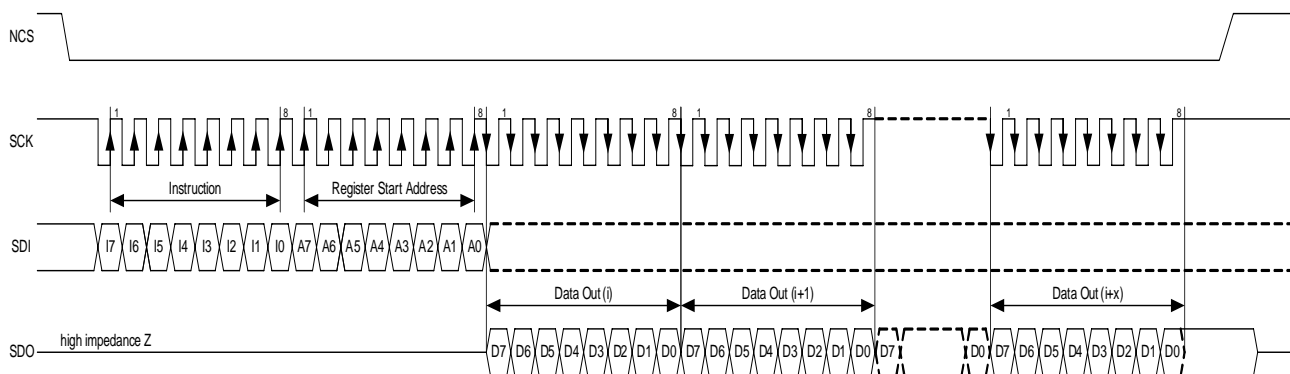 NCS
1 8 1 8 1 8 1 8 1 8
SCK
Instruction Register Start Address
SDI I7 I6 I5 I4 I3 I2 I1 I0 A7 A6 A5 A4 A3 A2 A1 A0
Data Out (i) Data Out (i+1) Data Out (i+x)
SDO high impedance Z D7 D6 D5 D4 D3 D2 D1 D0 D7 D6 D5 D4 D3 D2 D1 D0 D7 D0 D7 D6 D5 D4 D3 D2 D1 D0